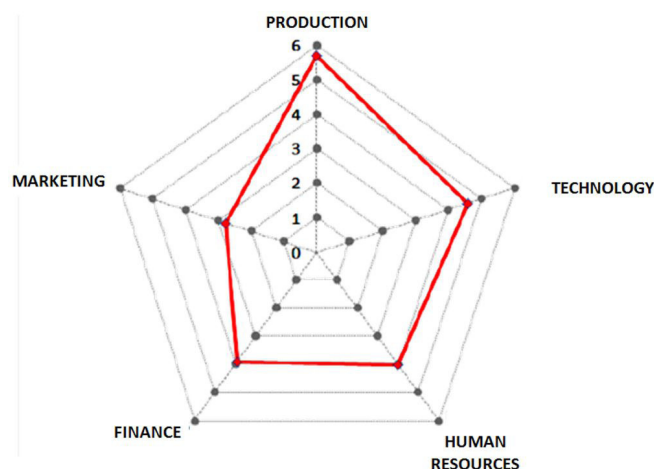 PRODUCTION
6
5
4
3
2
1
0
MARKETING
TECHNOLOGY
FINANCE
HUMAN
RESOURCES